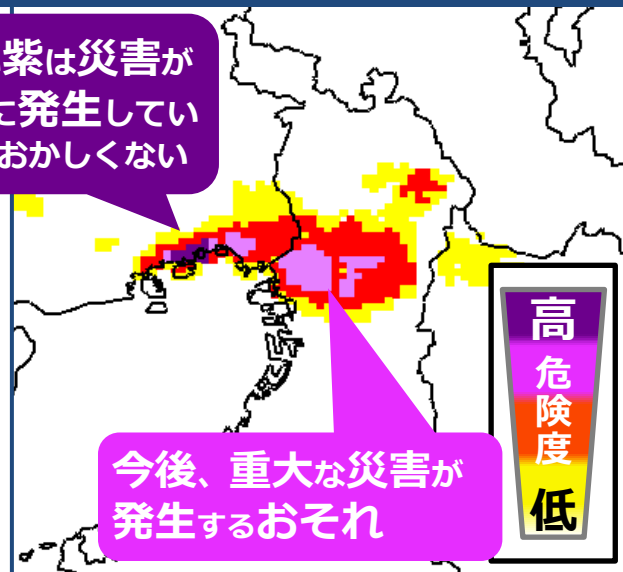 紫は災害が
に発生してい
おかしくない
今後、重大な災害が
発生するおそれ
高
危険度
低